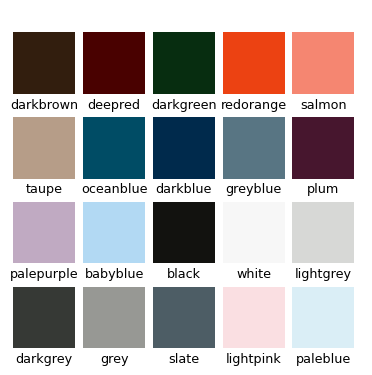 darkbrown deepred darkgreen redorange salmon
taupe oceanblue darkblue greyblue plum
palepurple babyblue black white lightgrey
darkgrey grey slate lightpink paleblue